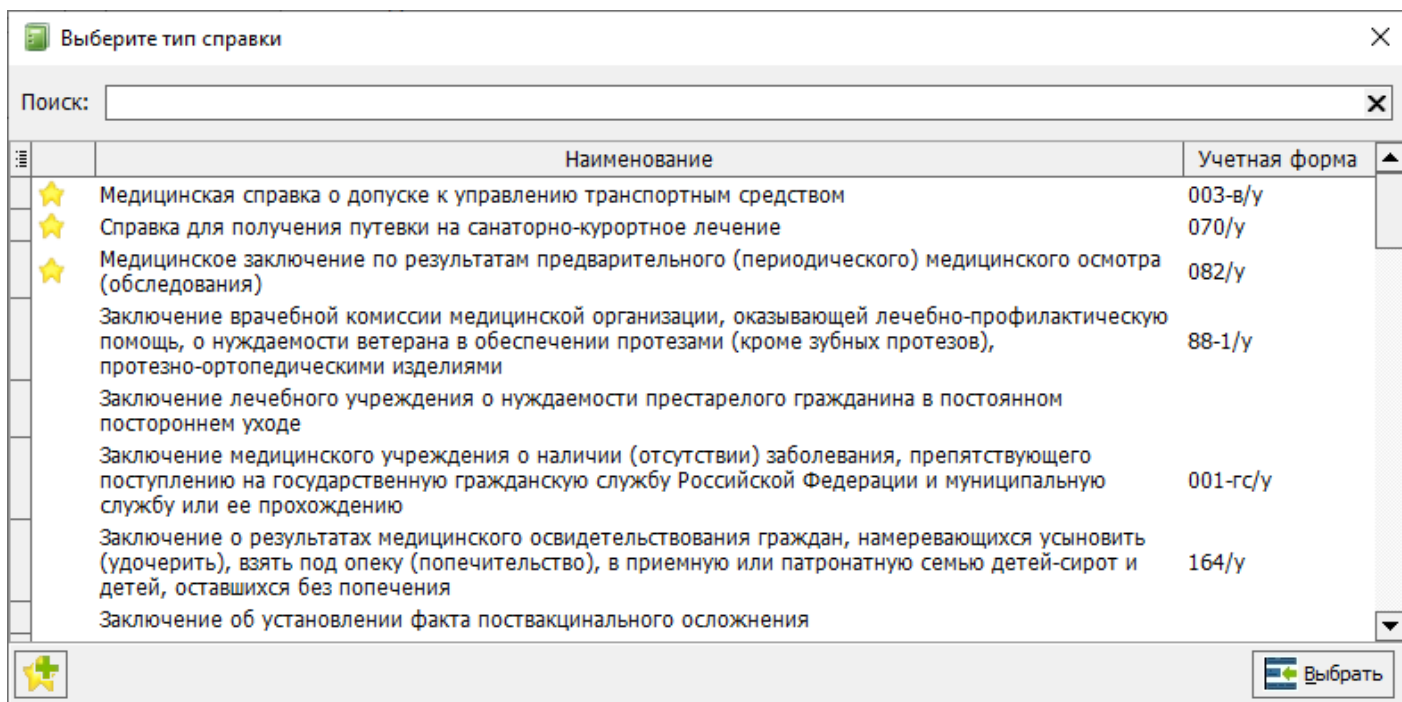 Выберите тип справки
Поиск:
Наименование Учетная форма
Медицинская справка о допуске к управлению транспортным средством 003-в/у
Справка для получения путевки на санаторно-курортное лечение 070/у
Медицинское заключение по результатам предварительного (периодического) медицинского осмотра
(обследования) 082/у
Заключение врачебной комиссии медицинской организации, оказывающей лечебно-профилактическую
помощь, о нуждаемости ветерана в обеспечении протезами (кроме зубных протезов), 88-1/у
протезно-ортопедическими изделиями
Заключение лечебного учреждения о нуждаемости престарелого гражданина в постоянном
постороннем уходе
Заключение медицинского учреждения о наличии (отсутствии) заболевания, препятствующего
поступлению на государственную гражданскую службу Российской Федерации и муниципальную 001-гс/у
службу или ее прохождению
Заключение о результатах медицинского освидетельствования граждан, намеревающихся усыновить
(удочерить), взять под опеку (попечительство), в приемную или патронатную семью детей-сирот и 164/у
детей, оставшихся без попечения
Заключение об установлении факта поствакцинального осложнения
Выбрать